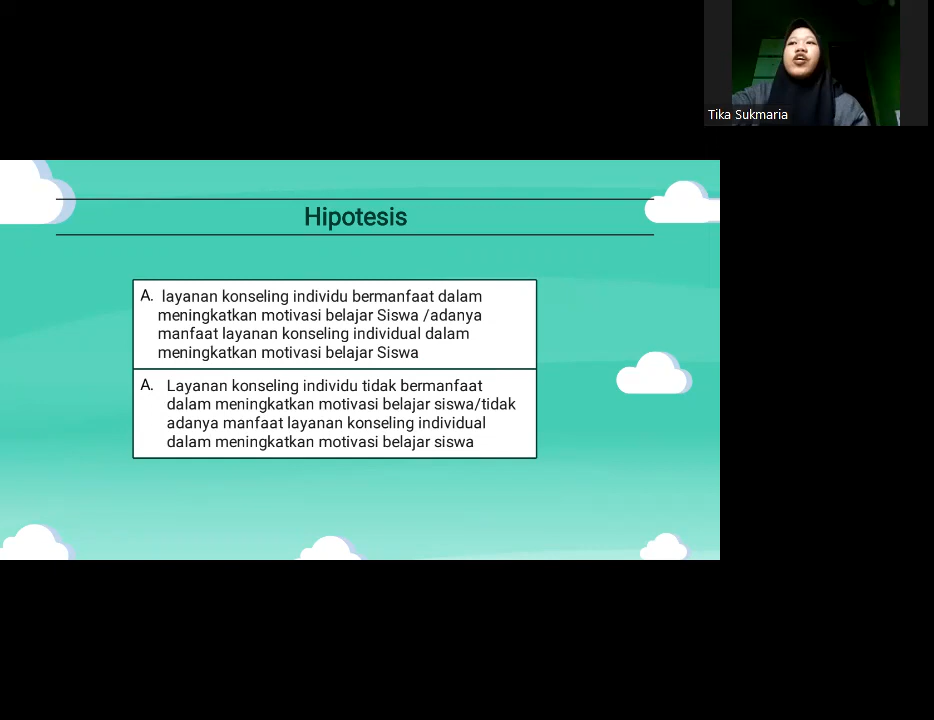 Tika Sukmaria
Hipotesis
A. layanan konseling individu bermanfaat dalam
meningkatkan motivasi belajar Siswa /adanya
manfaat layanan konseling individual dalam
meningkatkan motivasi belajar Siswa
A. Layanan konseling individu tidak bermanfaat
dalam meningkatkan motivasi belajar siswa/tidak
adanya manfaat layanan konseling individual
dalam meningkatkan motivasi belajar siswa